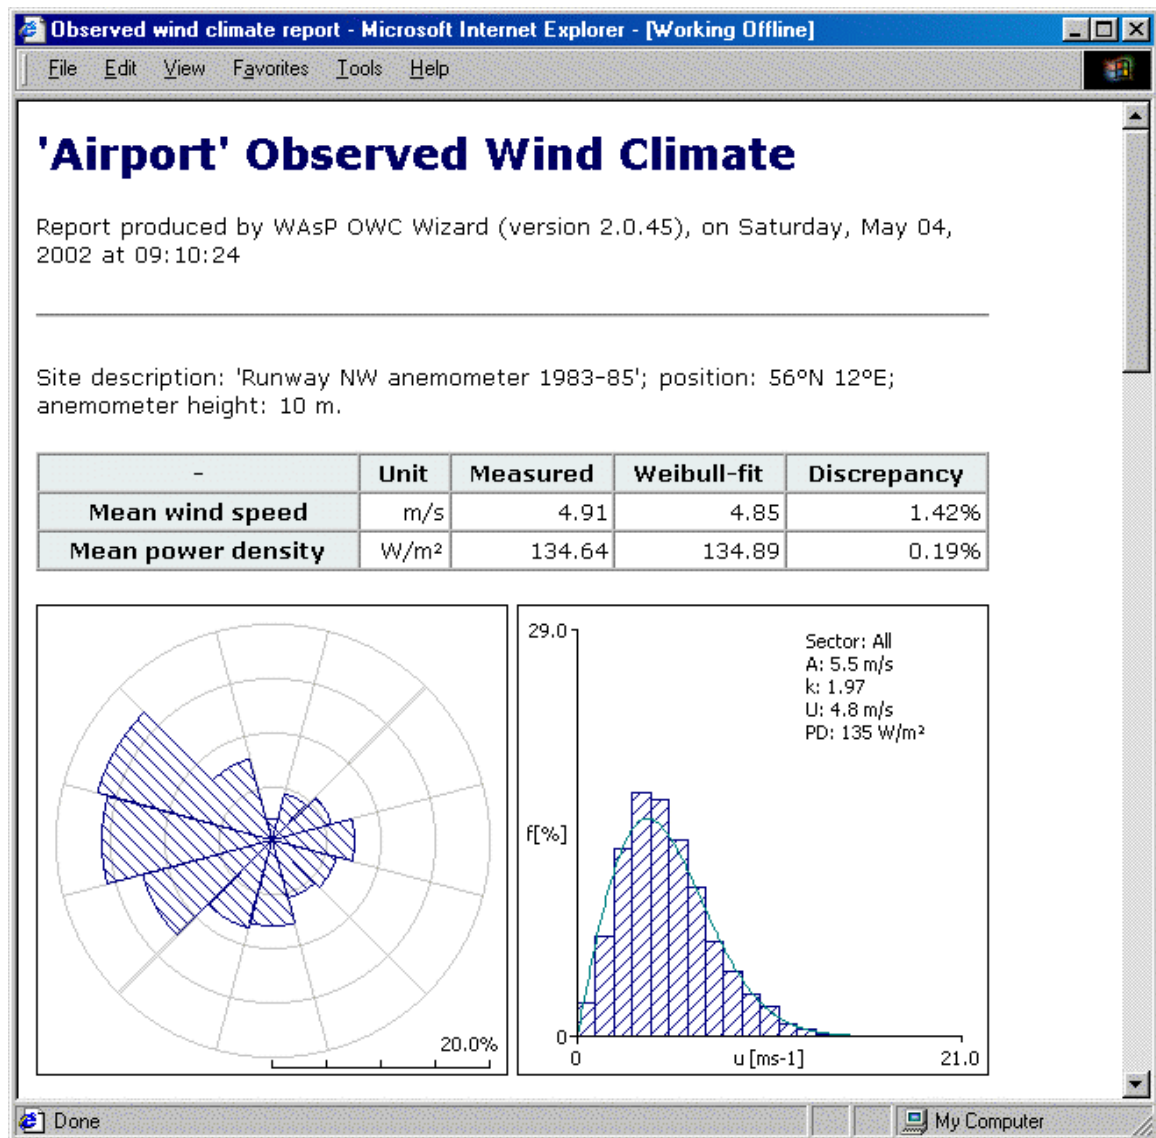 Observed wind climate report - Microsoft Internet Explorer - [Working Offline]
File Edit View Favorites Tools Help
'Airport' Observed Wind Climate
Report produced by WAsP OWC Wizard (version 2.0.45), on Saturday, May 04,
2002 at 09:10:24
Site description: 'Runway NW anemometer 1983-85'; position: 56°N 12°E;
anemometer height: 10 m.
- Unit Measured Weibull-fit Discrepancy
Mean wind speed m/s 4.91 4.85 1.42%
Mean power density W/m² 134.64 134.89 0.19%
20.0%
29.0
Sector: All
A: 5.5 m/s
k: 1.97
U: 4.8 m/s
PD: 135 W/m²
f[%]
0
0 u [ms-1] 21.0
Done My Computer